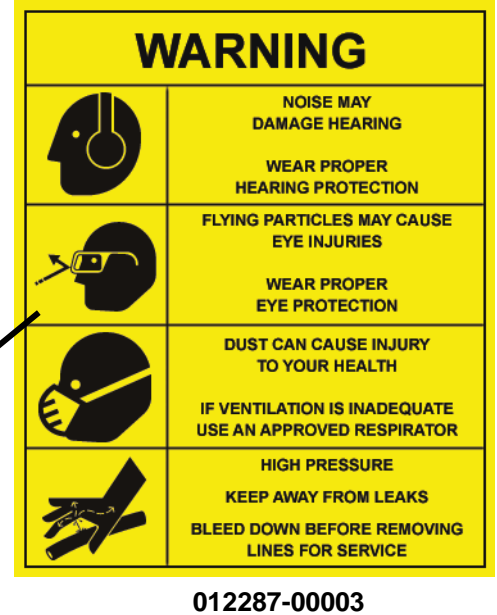 WARNING
NOISE MAY
DAMAGE HEARING
WEAR PROPER
HEARING PROTECTION
FLYING PARTICLES MAY CAUSE
EYE INJURIES
WEAR PROPER
EYE PROTECTION
DUST CAN CAUSE INJURY
TO YOUR HEALTH
IF VENTILATION IS INADEQUATE
USE AN APPROVED RESPIRATOR
HIGH PRESSURE
KEEP AWAY FROM LEAKS
BLEED DOWN BEFORE REMOVING
LINES FOR SERVICE
012287-00003